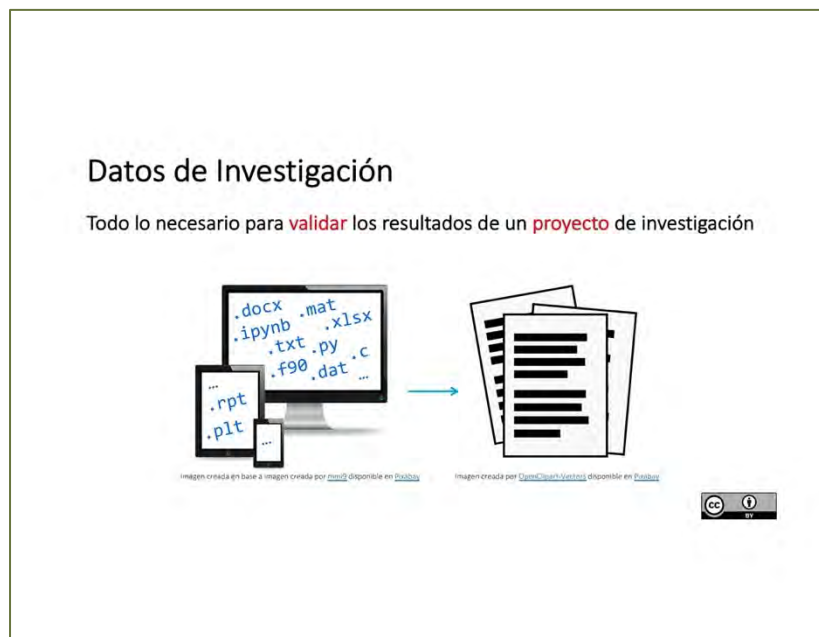 Datos de Investigación
Todo lo necesario para validar los resultados de un proyecto de investigación
.docx .mat
.ipynb .xlsx
.txt .py .c
.f90 .dat ...
...
.rpt
.plt
...
Imagen creada en base a imagen creada por mmi9 disponible en Pixabay
Imagen creada por OpenClipart-Vectors disponible en Pixabay
cc
BY